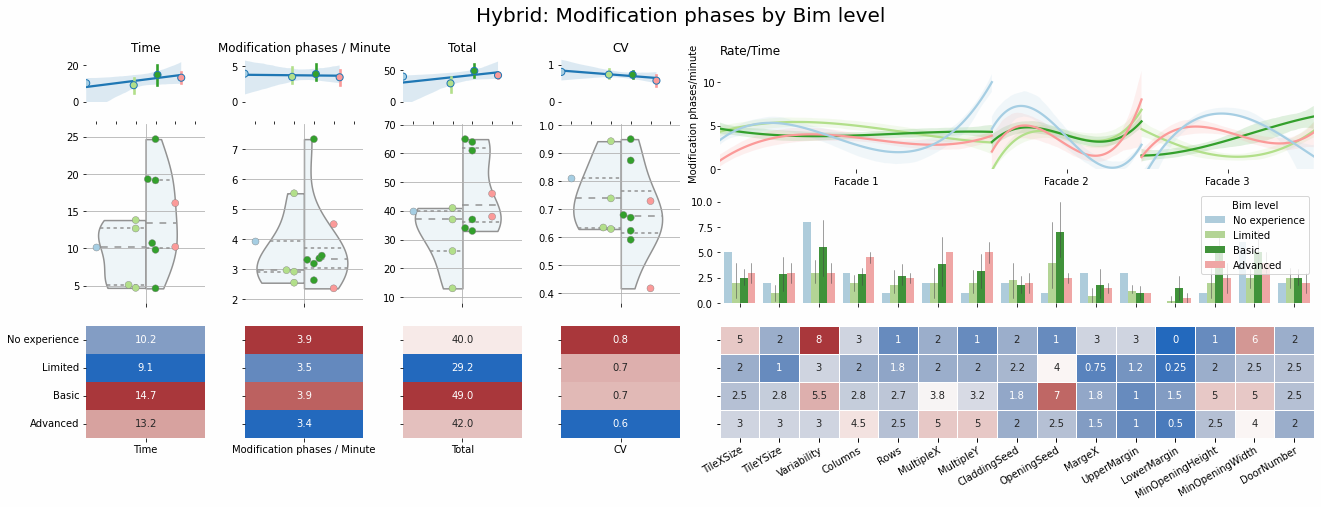 Hybrid: Modification phases by Bim level
Time
Modification phases / Minute
Total
CV
Rate/Time
20
0
5
0
50
0
1
0
Modification phases/minute
10
5
0
Facade 1
Facade 2
Facade 3
25
20
15
10
5
7
6
5
4
3
2
70
60
50
40
30
20
10
1.0
0.9
0.8
0.7
0.6
0.5
0.4
10.0
7.5
5.0
2.5
0.0
Bim level
No experience
Limited
Basic
Advanced
No experience 10.2 3.9 40.0 0.8 5 2 8 3 1 2 1 2 1 3 3 0 1 6 2
Limited 9.1 3.5 29.2 0.7 2 1 3 2 1.8 2 2 2.2 4 0.75 1.2 0.25 2 2.5 2.5
Basic 14.7 3.9 49.0 0.7 2.5 2.8 5.5 2.8 2.7 3.8 3.2 1.8 7 1.8 1 1.5 5 5 2.5
Advanced 13.2 3.4 42.0 0.6 3 3 3 4.5 2.5 5 5 2 2.5 1.5 1 0.5 2.5 4 2
Time
Modification phases / Minute
Total
CV
TileXSize
TileYSize
Variability
Columns
Rows
MultipleX
MultipleY
CladdingSeed
OpeningSeed
MargeX
UpperMargin
LowerMargin
MinOpeningHeight
MinOpeningWidth
DoorNumber